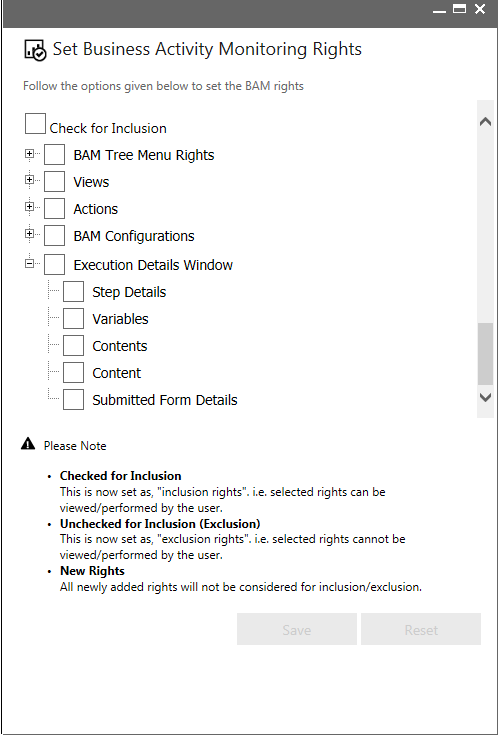 Set Business Activity Monitoring Rights
Follow the options given below to set the BAM rights
Check for Inclusion
BAM Tree Menu Rights
Views
Actions
BAM Configurations
Execution Details Window
Step Details
Variables
Contents
Content
Submitted Form Details
Please Note
• Checked for Inclusion
This is now set as, "inclusion rights". i.e. selected rights can be
viewed/performed by the user.
• Unchecked for Inclusion (Exclusion)
This is now set as, "exclusion rights". i.e. selected rights cannot be
viewed/performed by the user.
• New Rights
All newly added rights will not be considered for inclusion/exclusion.
Save Reset